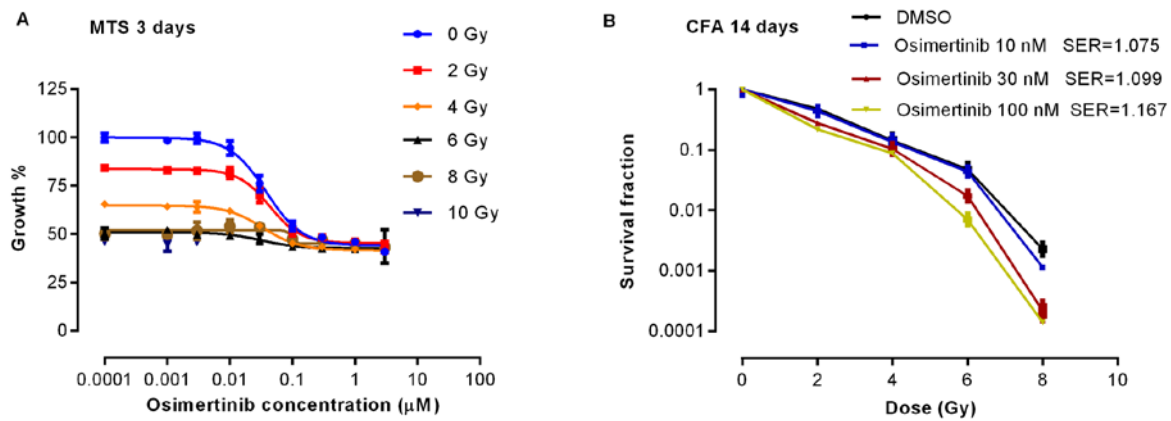 A
MTS 3 days
0 Gy
2 Gy
4 Gy
6 Gy
8 Gy
10 Gy
Growth %
125
100
75
50
25
0
0.0001 0.001 0.01 0.1 1 10 100
Osimertinib concentration (μM)
B
CFA 14 days
DMSO
Osimertinib 10 nM SER=1.075
Osimertinib 30 nM SER=1.099
Osimertinib 100 nM SER=1.167
Survival fraction
1
0.1
0.01
0.001
0.0001
0 2 4 6 8 10
Dose (Gy)